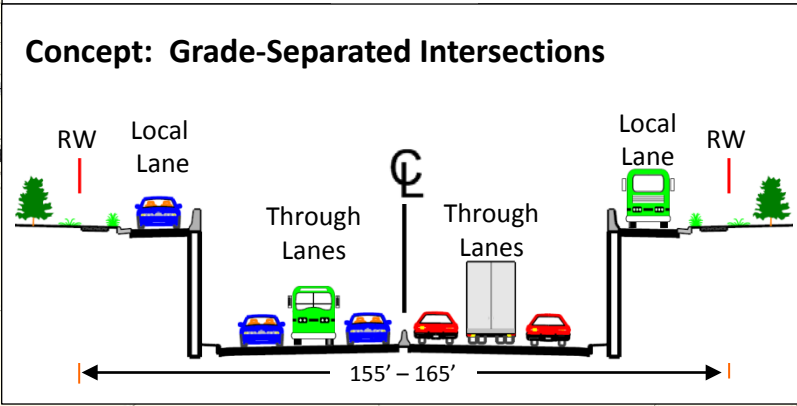 Concept: Grade-Separated Intersections
RW
Local
Lane
℄
Local
Lane
RW
Through
Lanes
Through
Lanes
155’ – 165’